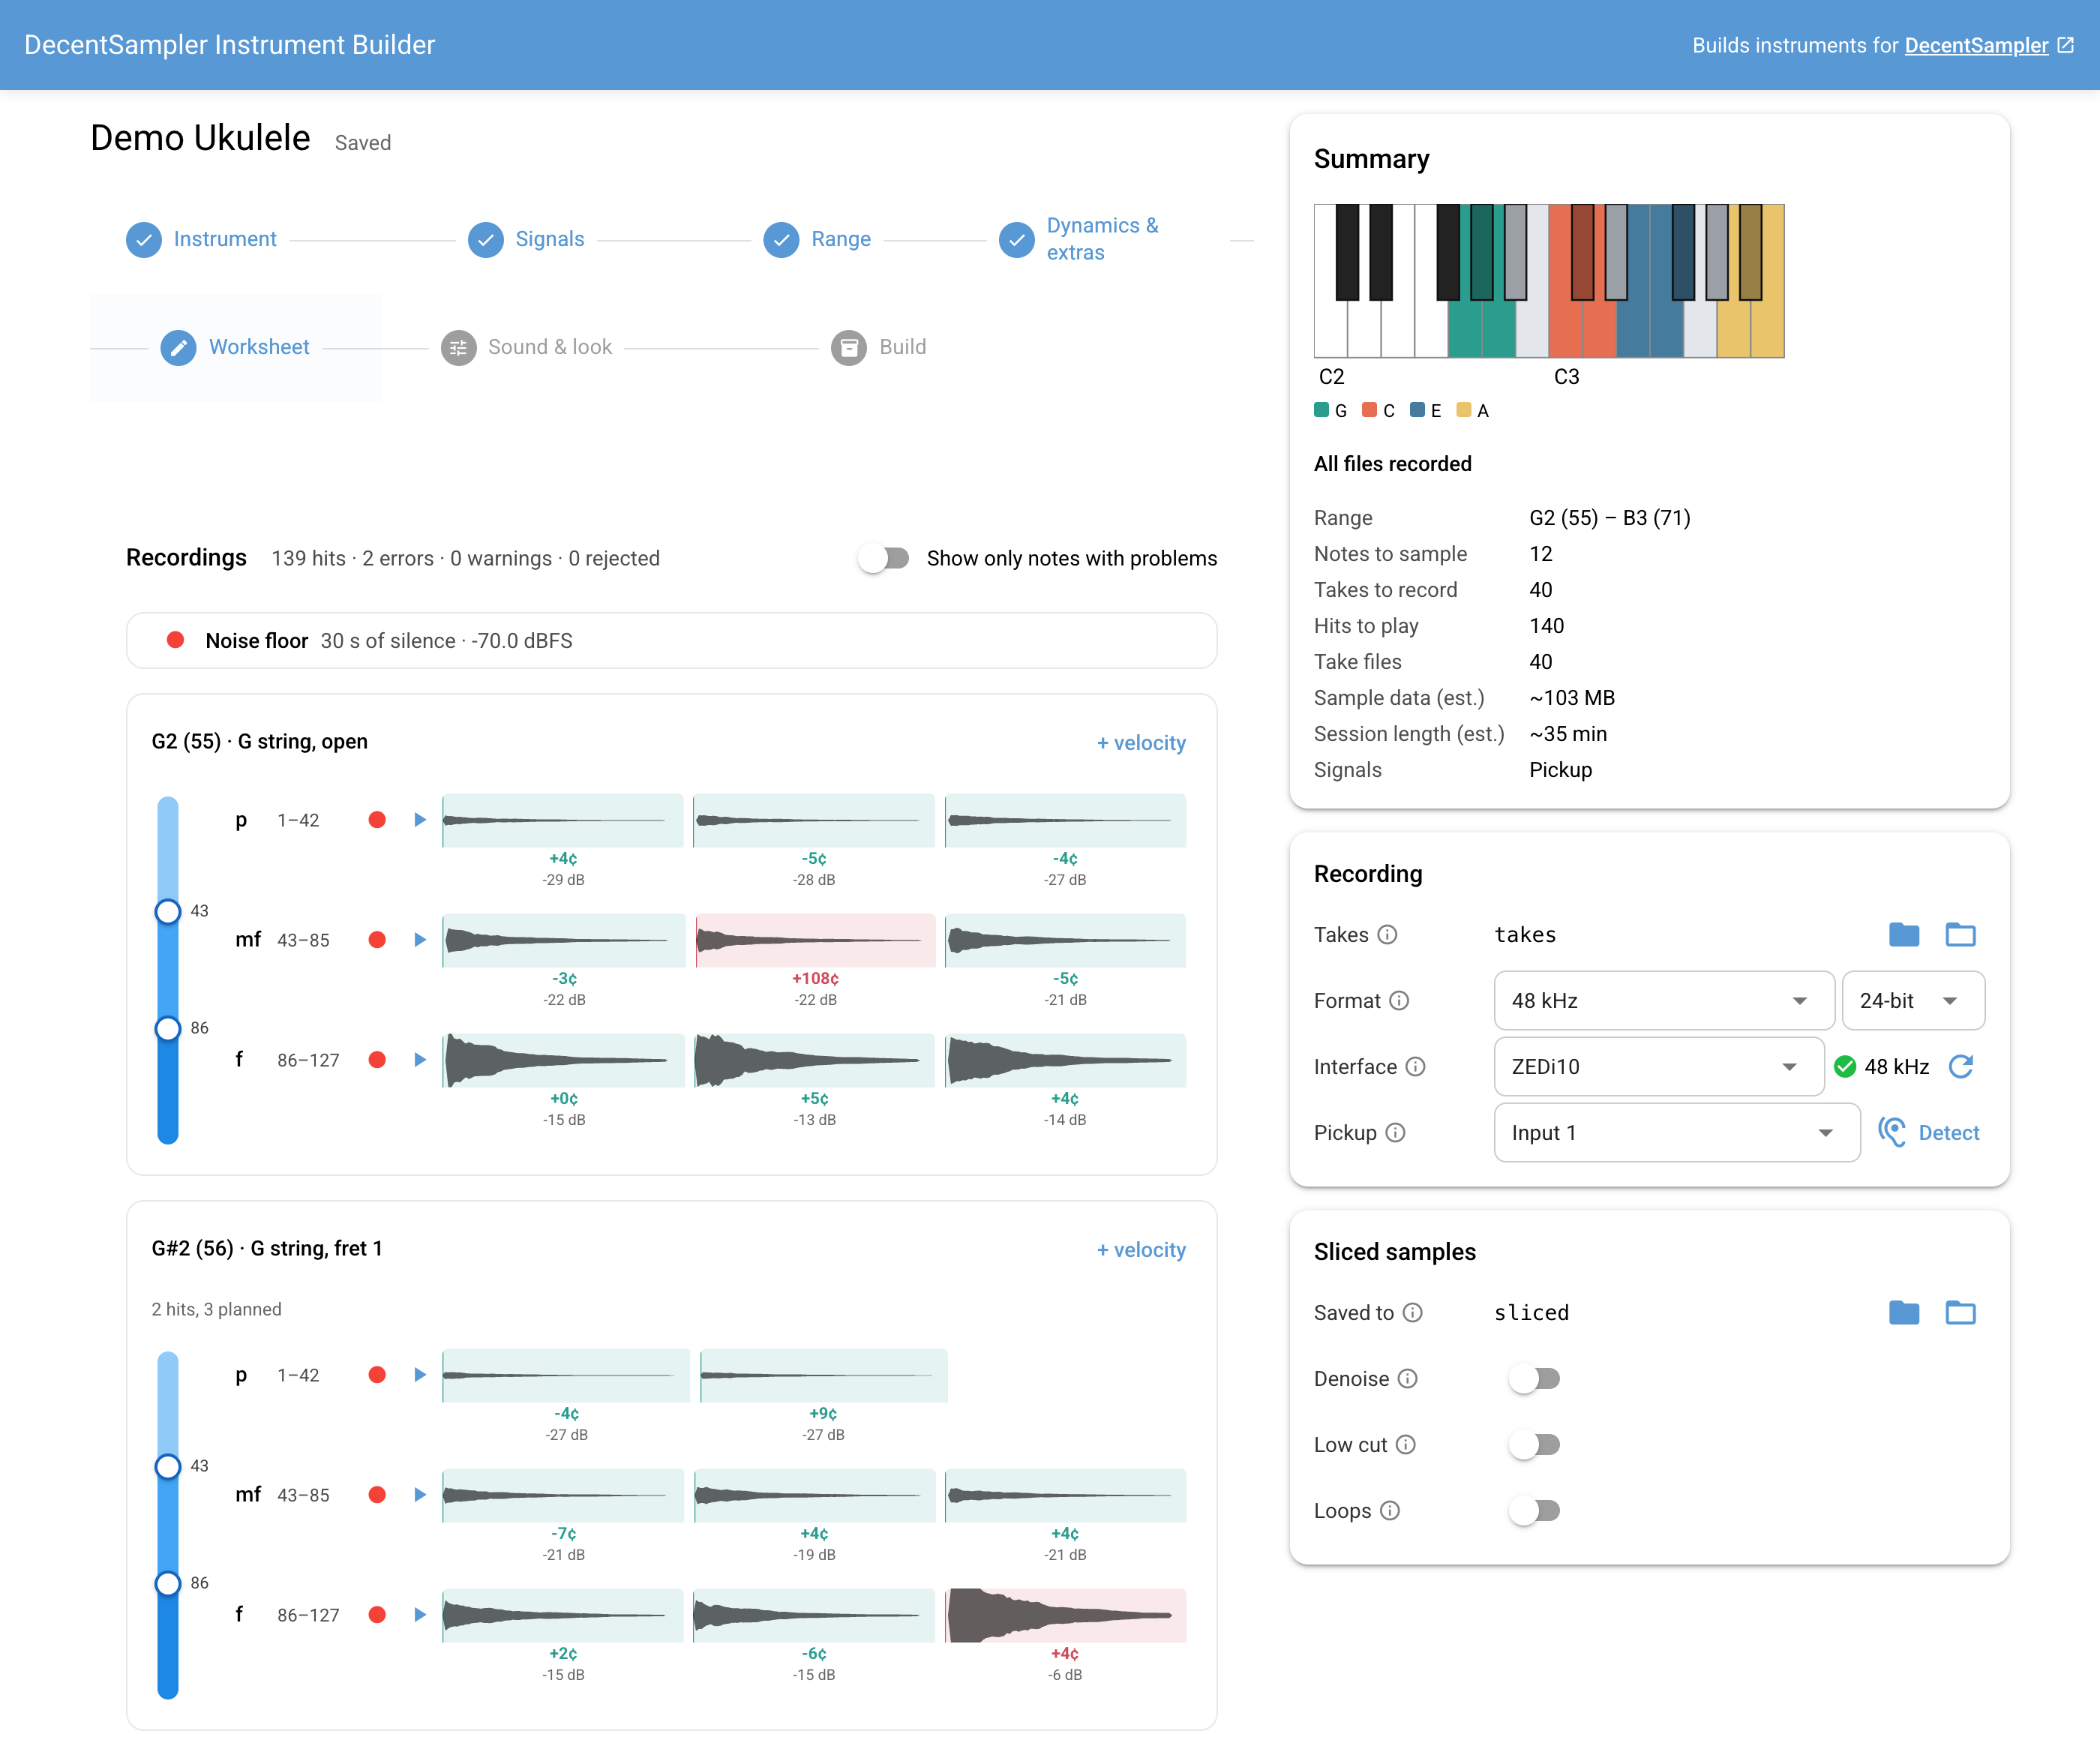 DecentSampler Instrument Builder
Builds instruments for DecentSampler
Demo Ukulele Saved
Instrument
Signals
Range
Dynamics &
extras
Worksheet
Sound & look
Build
Recordings 139 hits · 2 errors · 0 warnings · 0 rejected
Show only notes with problems
Noise floor 30 s of silence · -70.0 dBFS
G2 (55) · G string, open
+ velocity
43
86
p 1–42
+4¢ -5¢ -4¢
-29 dB -28 dB -27 dB
mf 43–85
-3¢ +108¢ -5¢
-22 dB -22 dB -21 dB
f 86–127
+0¢ +5¢ +4¢
-15 dB -13 dB -14 dB
G#2 (56) · G string, fret 1
+ velocity
2 hits, 3 planned
43
86
p 1–42
-4¢ +9¢
-27 dB -27 dB
mf 43–85
-7¢ +4¢ +4¢
-21 dB -19 dB -21 dB
f 86–127
+2¢ -6¢ +4¢
-15 dB -15 dB -6 dB
Summary
C2 C3
G C E A
All files recorded
Range G2 (55) – B3 (71)
Notes to sample 12
Takes to record 40
Hits to play 140
Take files 40
Sample data (est.) ~103 MB
Session length (est.) ~35 min
Signals Pickup
Recording
Takes takes
Format 48 kHz 24-bit
Interface ZEDi10 48 kHz
Pickup Input 1 Detect
Sliced samples
Saved to sliced
Denoise
Low cut
Loops